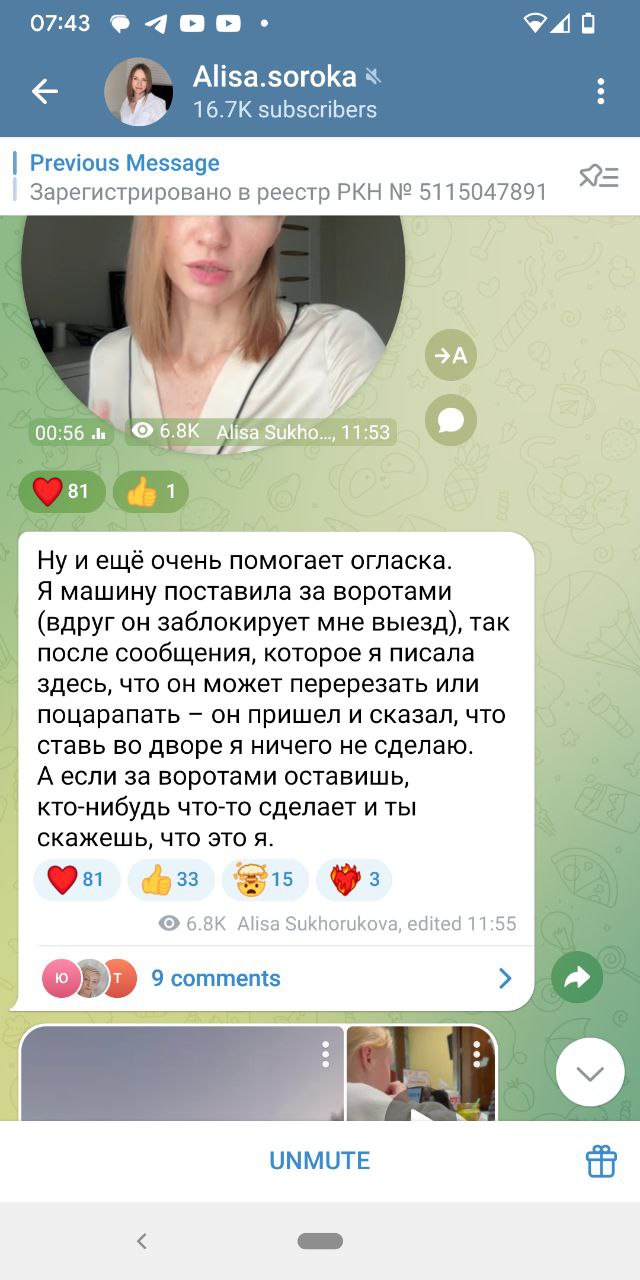 07:43
Alisa.soroka
16.7K subscribers
Previous Message
Зарегистрировано в реестр РКН № 5115047891
→A
00:56
6.8K Alisa Sukho..., 11:53
81
1
Ну и ещё очень помогает огласка.
Я машину поставила за воротами
(вдруг он заблокирует мне выезд), так
после сообщения, которое я писала
здесь, что он может перерезать или
поцарапать – он пришел и сказал, что
ставь во дворе я ничего не сделаю.
А если за воротами оставишь,
кто-нибудь что-то сделает и ты
скажешь, что это я.
81
33
15
3
6.8K Alisa Sukhorukova, edited 11:55
Ю
Т
9 comments
UNMUTE